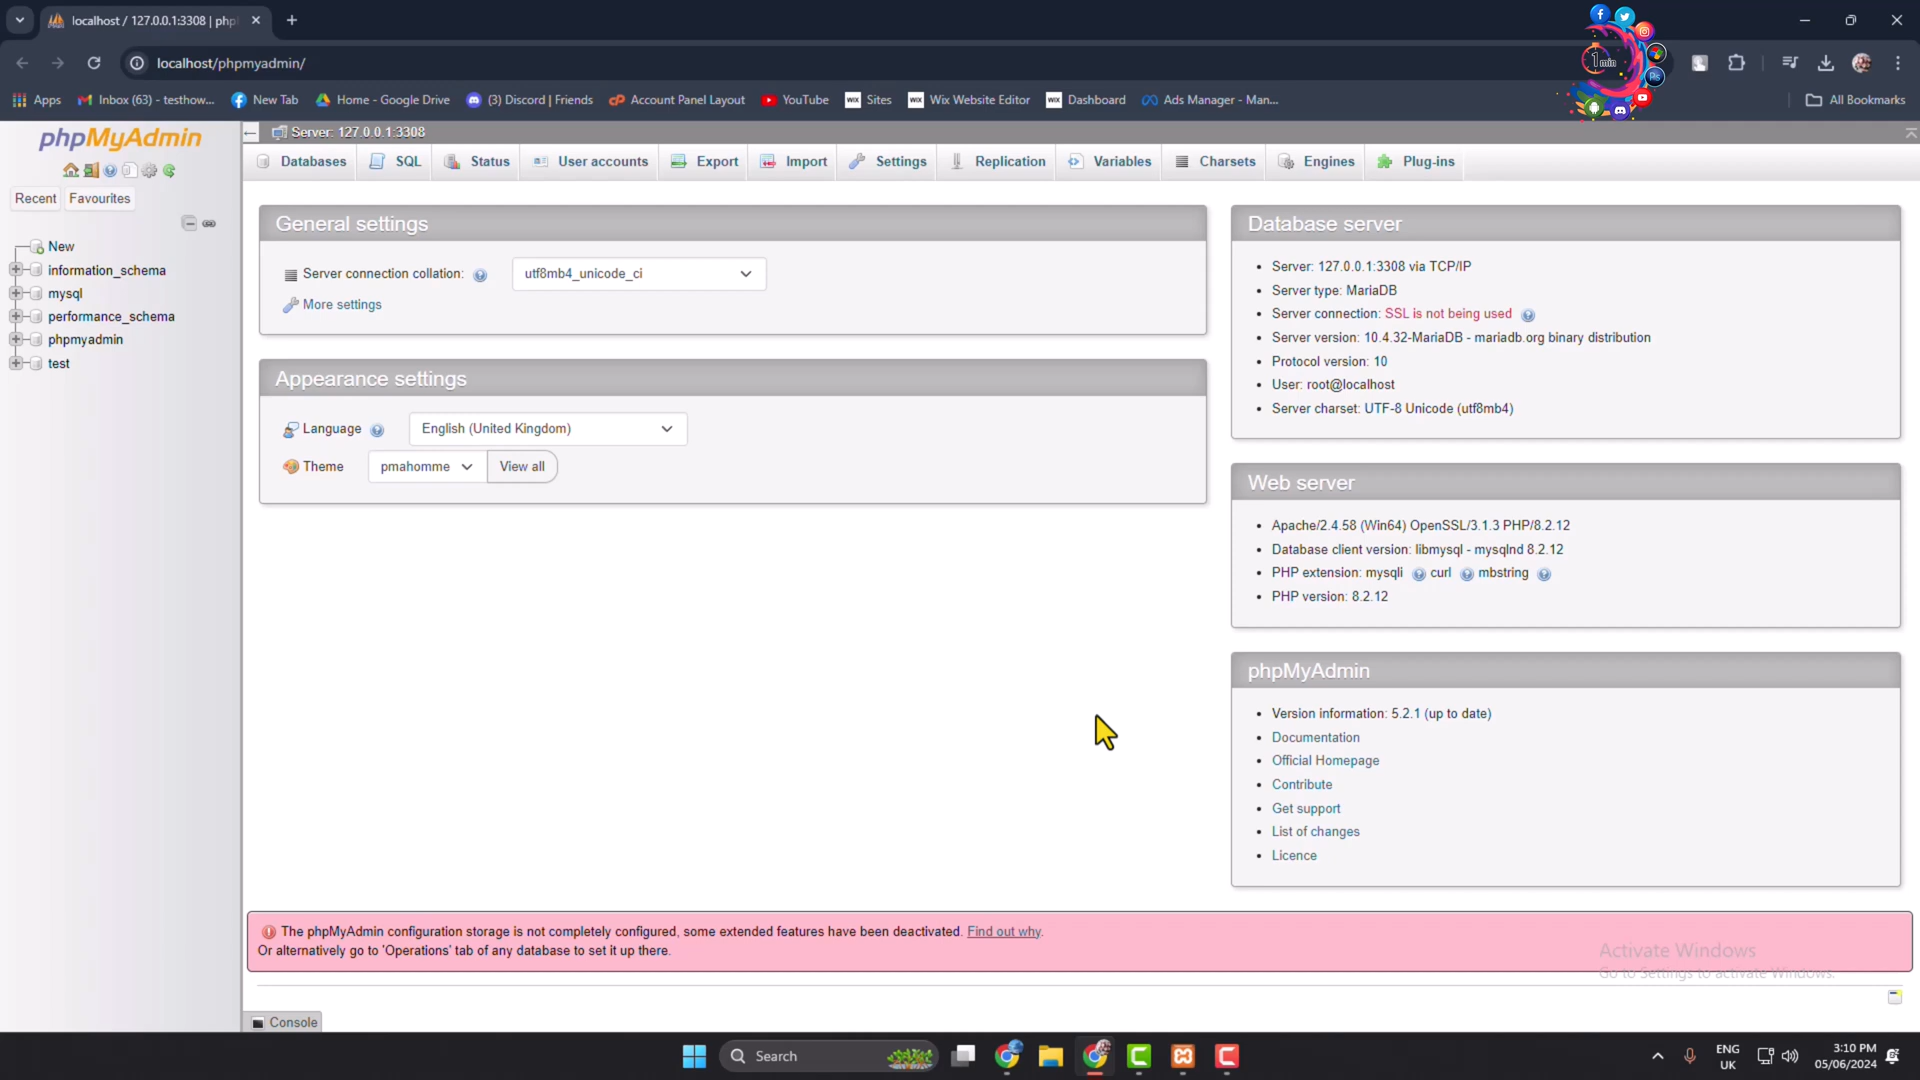 localhost / 127.0.0.1:3308 | php
localhost/phpmyadmin/
1 min
Ps
Apps
Inbox (63) - testhow...
New Tab
Home - Google Drive
(3) Discord | Friends
Account Panel Layout
YouTube
WIX Sites
WIX Wix Website Editor
WIX Dashboard
Ads Manager - Man...
All Bookmarks
phpMyAdmin
Server: 127.0.0.1:3308
Databases
SQL
Status
User accounts
Export
Import
Settings
Replication
Variables
Charsets
Engines
Plug-ins
Recent
Favourites
New
information_schema
mysql
performance_schema
phpmyadmin
test
General settings
Server connection collation:
utf8mb4_unicode_ci
More settings
Appearance settings
Language
English (United Kingdom)
Theme
pmahomme
View all
Database server
Server: 127.0.0.1:3308 via TCP/IP
Server type: MariaDB
Server connection: SSL is not being used
Server version: 10.4.32-MariaDB - mariadb.org binary distribution
Protocol version: 10
User: root@localhost
Server charset: UTF-8 Unicode (utf8mb4)
Web server
Apache/2.4.58 (Win64) OpenSSL/3.1.3 PHP/8.2.12
Database client version: libmysql - mysqlnd 8.2.12
PHP extension: mysqli curl mbstring
PHP version: 8.2.12
phpMyAdmin
Version information: 5.2.1 (up to date)
Documentation
Official Homepage
Contribute
Get support
List of changes
Licence
The phpMyAdmin configuration storage is not completely configured, some extended features have been deactivated. Find out why.
Or alternatively go to 'Operations' tab of any database to set it up there.
Activate Windows
Go to Settings to activate Windows.
Console
Search
ENG
UK
3:10 PM
05/06/2024